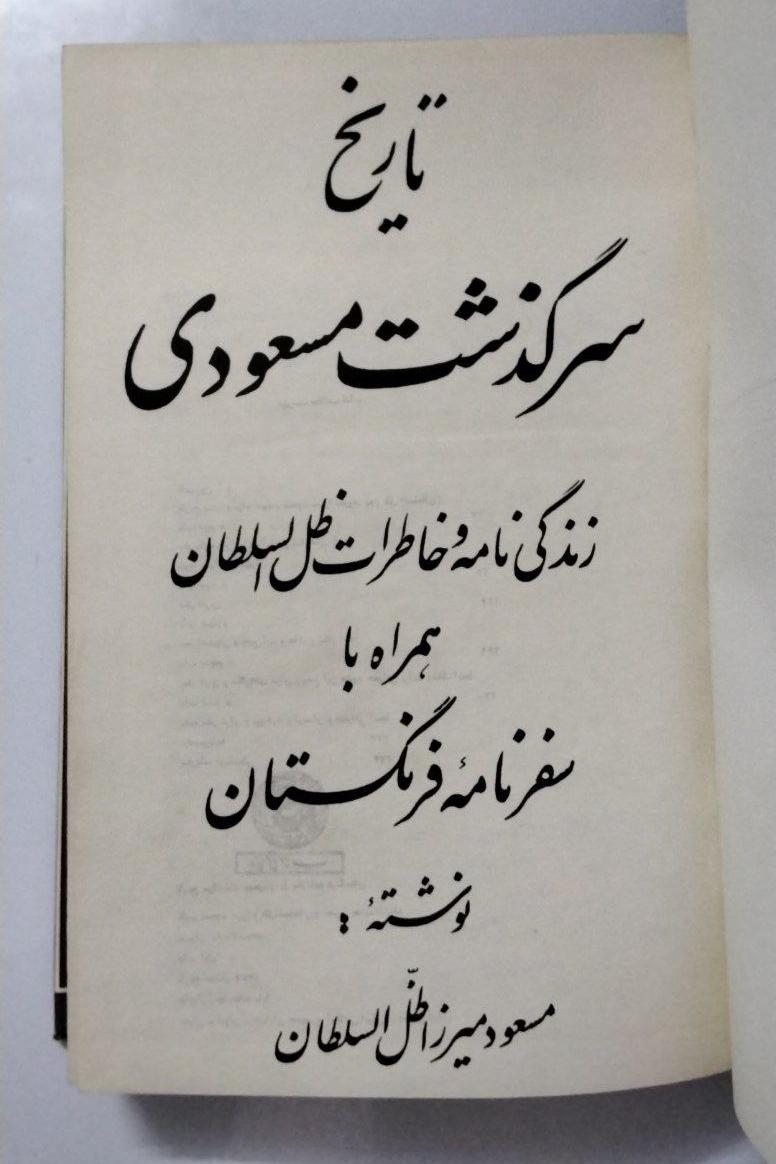 تاریخ
سرگذشت مسعودی
زندگی نامه و خاطرات ظل السلطان
همراه با
سفرنامهٔ فرنگستان
نوشتهٔ :
مسعود میرزا ظلّ السلطان